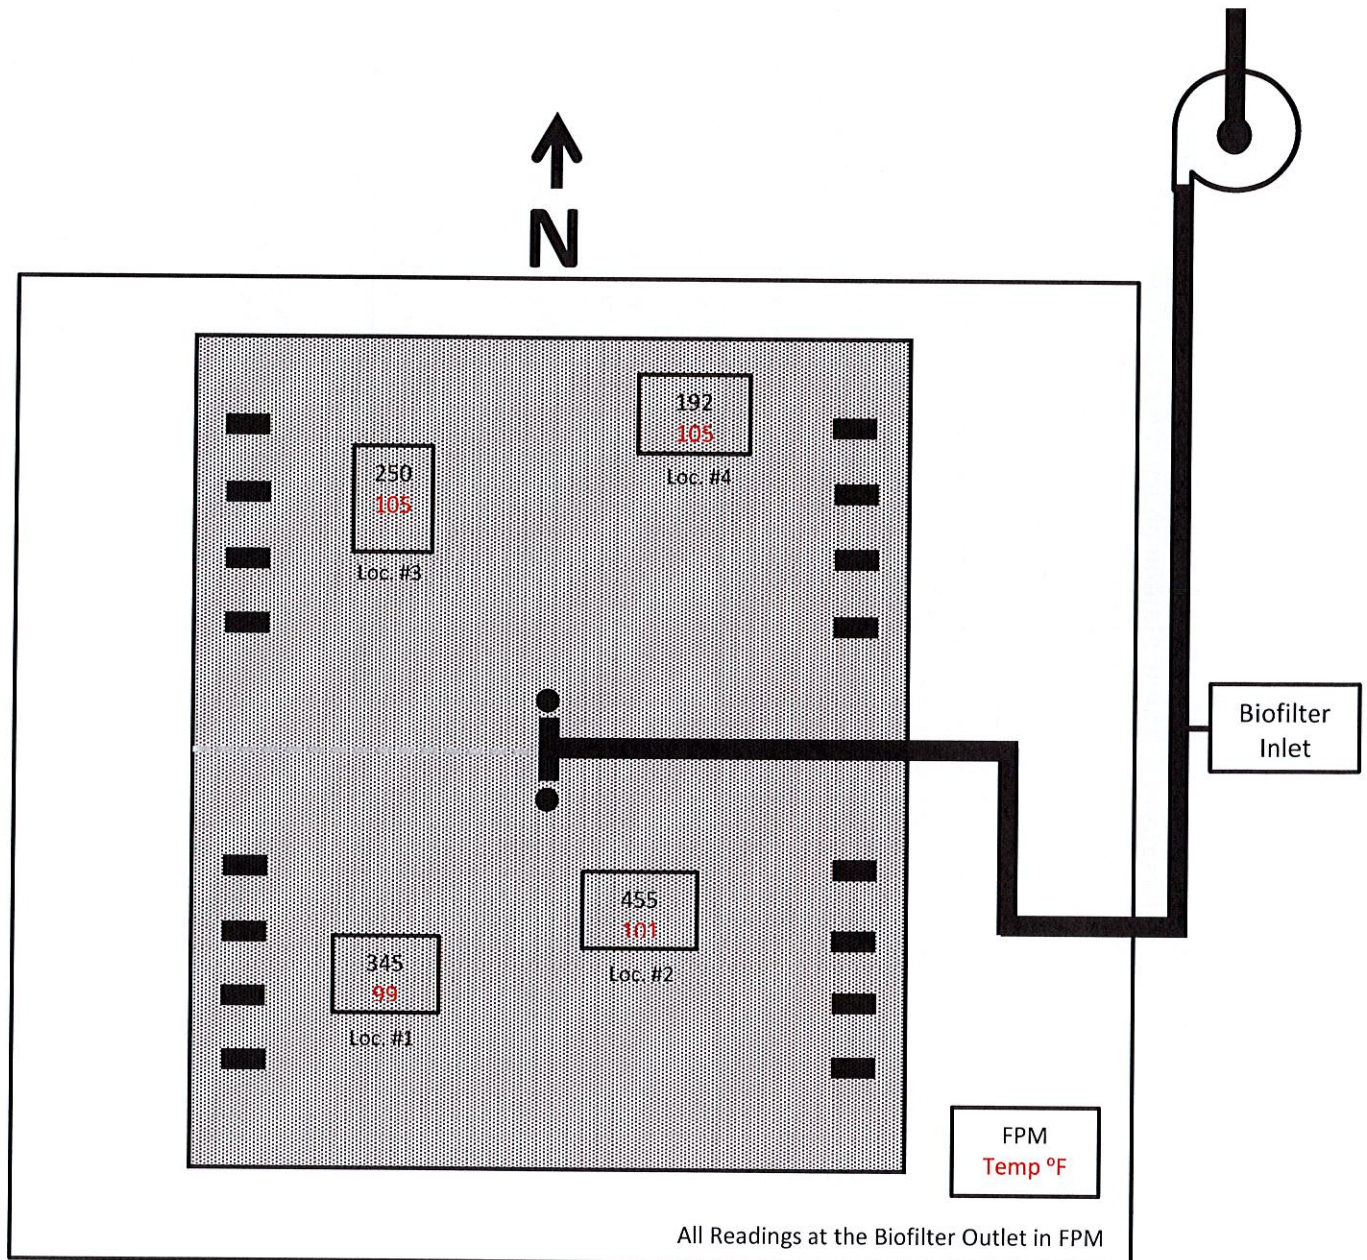 N
192
105
Loc. #4
250
105
Loc. #3
Biofilter
Inlet
455
101
Loc. #2
345
99
Loc. #1
FPM
Temp ºF
All Readings at the Biofilter Outlet in FPM